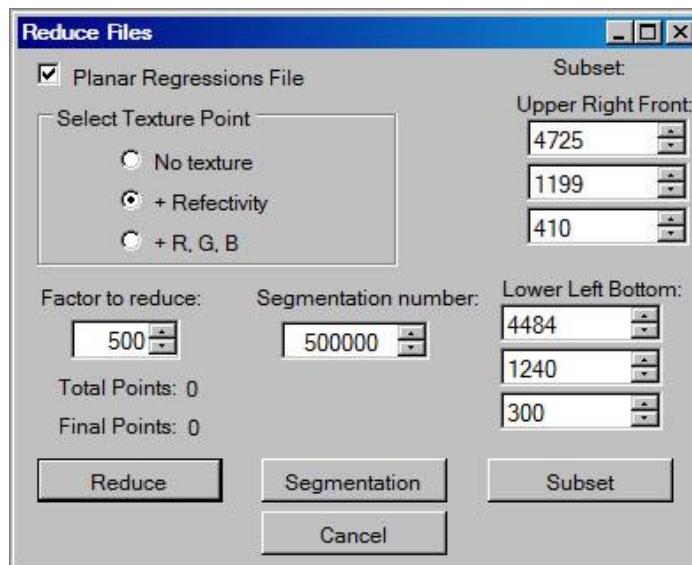 Reduce Files
Planar Regressions File
Select Texture Point
No texture
+ Refectivity
+ R, G, B
Subset:
Upper Right Front:
4725
1199
410
Factor to reduce:
500
Segmentation number:
500000
Lower Left Bottom:
4484
1240
300
Total Points: 0
Final Points: 0
Reduce
Segmentation
Subset
Cancel